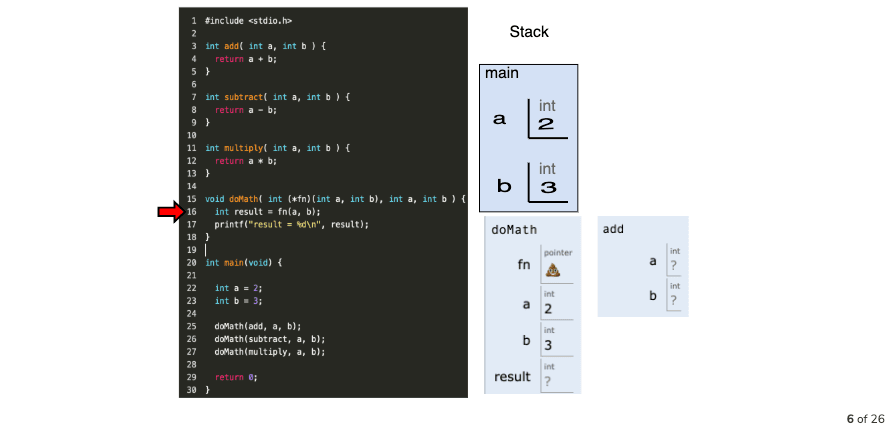 1 #include <stdio.h>
2
3 int add( int a, int b ) {
4 return a + b;
5 }
6
7 int subtract( int a, int b ) {
8 return a - b;
9 }
10
11 int multiply( int a, int b ) {
12 return a * b;
13 }
14
15 void doMath( int (*fn)(int a, int b), int a, int b ) {
16 int result = fn(a, b);
17 printf("result = %d\n", result);
18 }
19
20 int main(void) {
21
22 int a = 2;
23 int b = 3;
24
25 doMath(add, a, b);
26 doMath(subtract, a, b);
27 doMath(multiply, a, b);
28
29 return 0;
30 }
Stack
main
int
a 2
int
b 3
doMath
pointer
fn
int
a 2
int
b 3
int
result ?
add
int
a ?
int
b ?
6 of 26